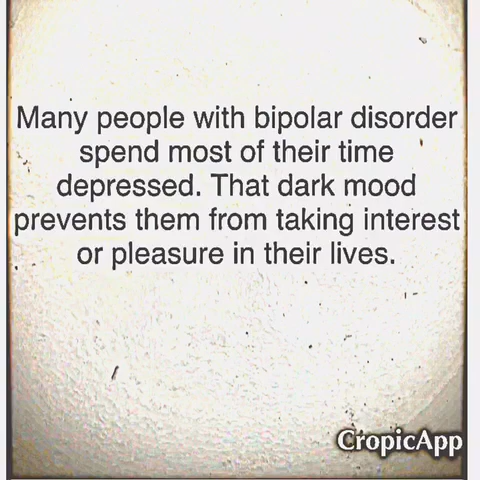 Many people with bipolar disorder
spend most of their time
depressed. That dark mood
prevents them from taking interest
or pleasure in their lives.
CropicApp